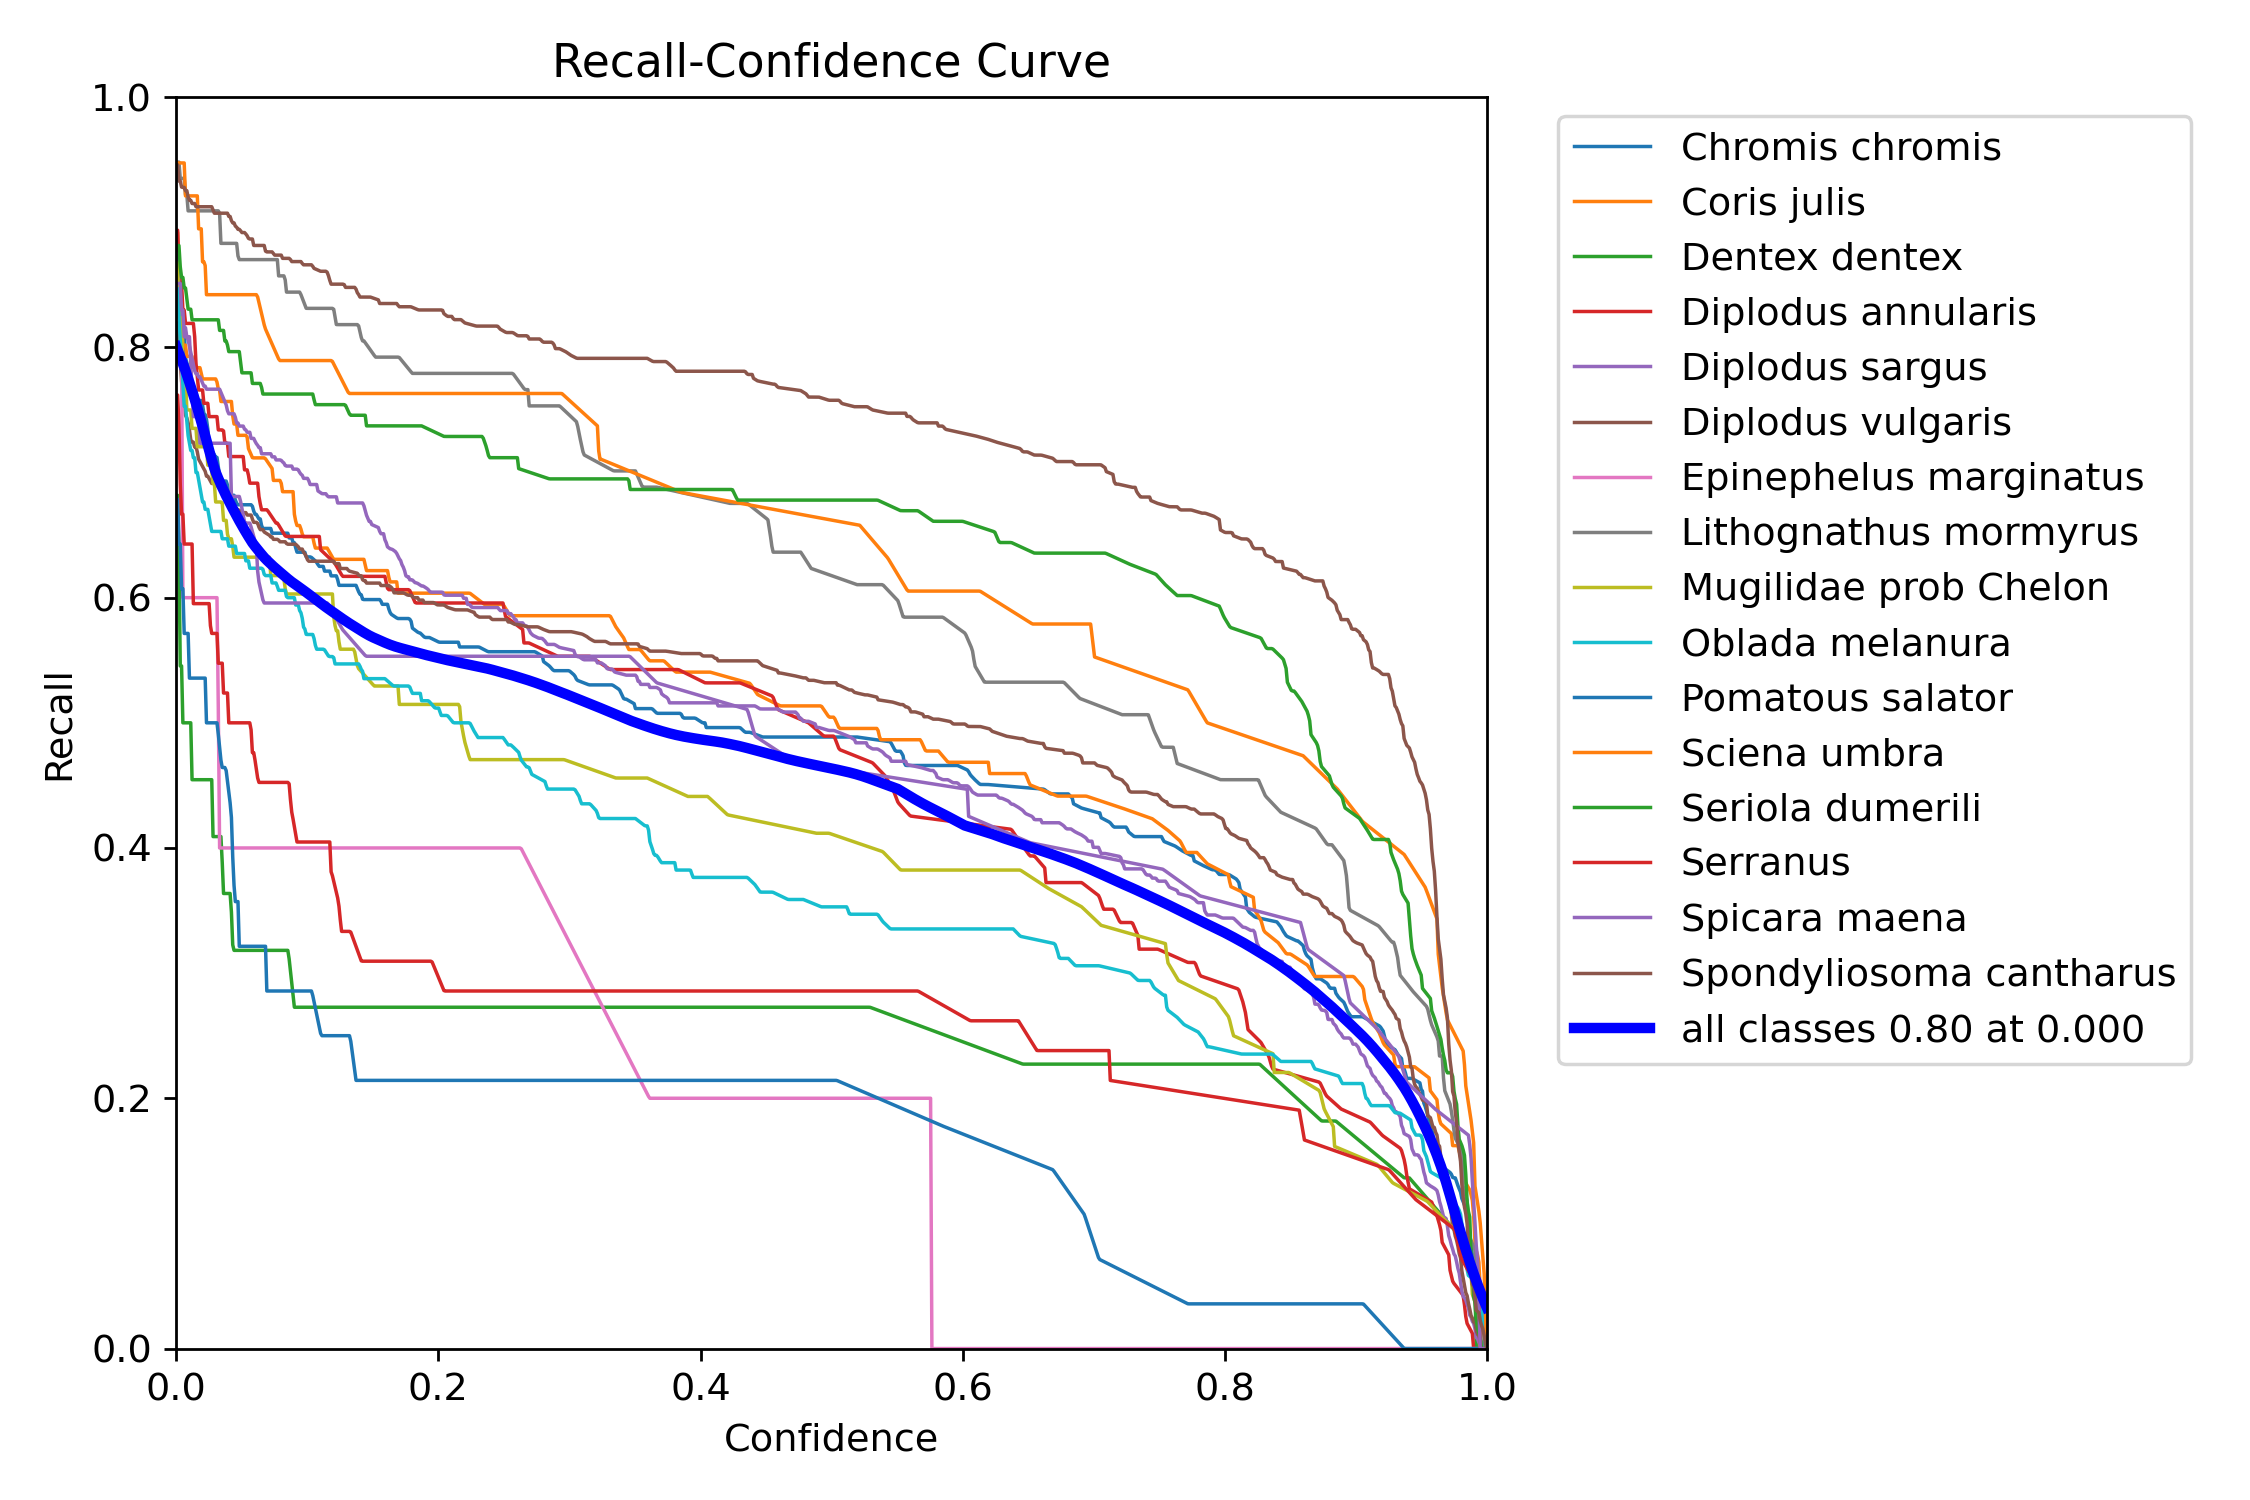 Recall-Confidence Curve
1.0
0.8
0.6
0.4
0.2
0.0
Recall
0.0 0.2 0.4 0.6 0.8 1.0
Confidence
Chromis chromis
Coris julis
Dentex dentex
Diplodus annularis
Diplodus sargus
Diplodus vulgaris
Epinephelus marginatus
Lithognathus mormyrus
Mugilidae prob Chelon
Oblada melanura
Pomatous salator
Sciena umbra
Seriola dumerili
Serranus
Spicara maena
Spondyliosoma cantharus
all classes 0.80 at 0.000